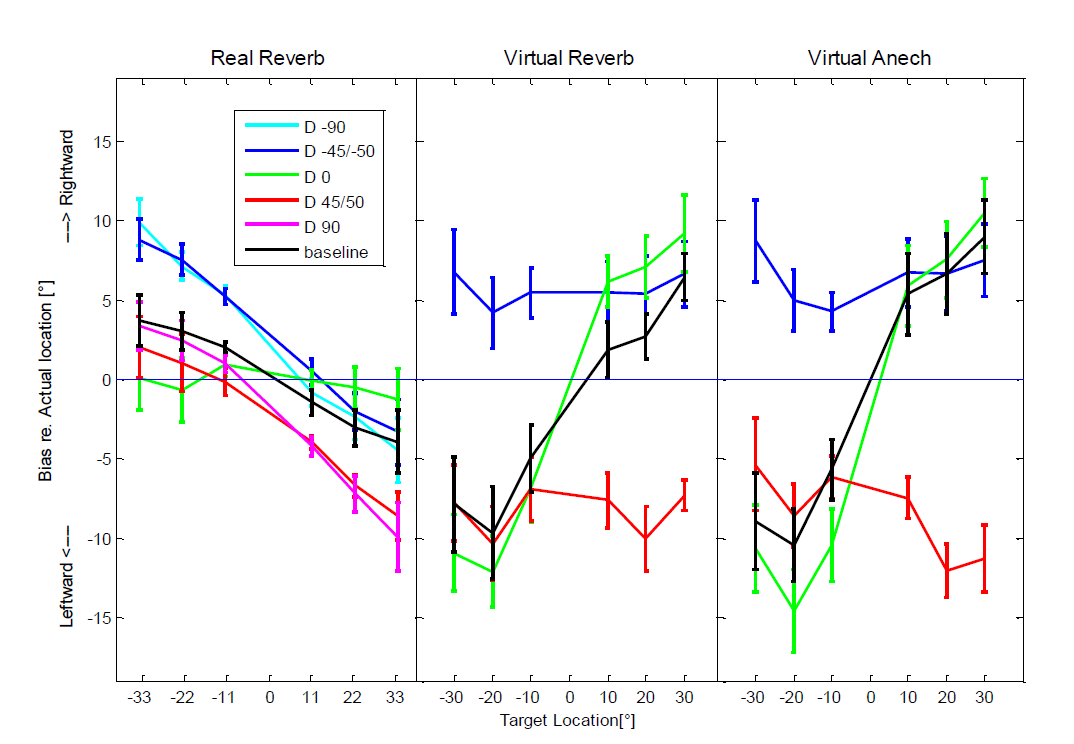 Real Reverb
Virtual Reverb
Virtual Anech
D -90
D -45/-50
D 0
D 45/50
D 90
baseline
Bias re. Actual location [°]
---> Rightward
Leftward <---
15
10
5
0
-5
-10
-15
-33 -22 -11 0 11 22 33
-30 -20 -10 0 10 20 30
-30 -20 -10 0 10 20 30
Target Location[°]